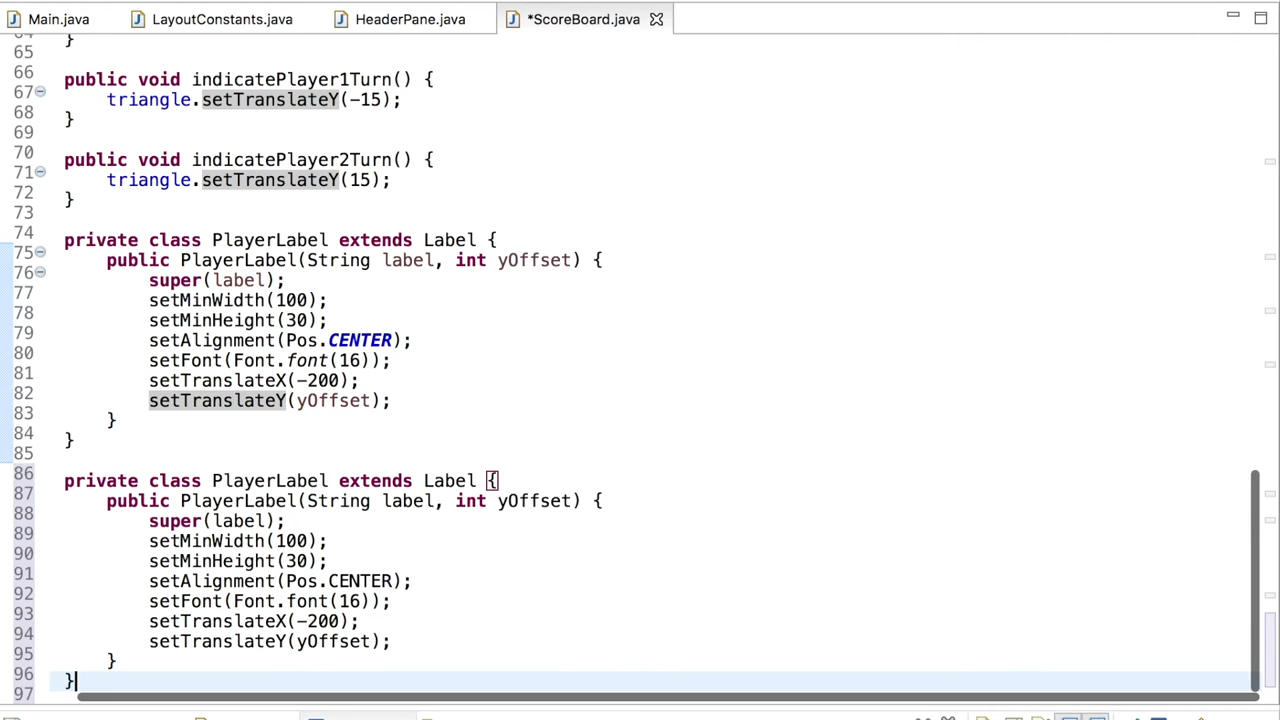 Main.java
LayoutConstants.java
HeaderPane.java
*ScoreBoard.java
64 }
65
66 public void indicatePlayer1Turn() {
67 triangle.setTranslateY(-15);
68 }
69
70 public void indicatePlayer2Turn() {
71 triangle.setTranslateY(15);
72 }
73
74 private class PlayerLabel extends Label {
75 public PlayerLabel(String label, int yOffset) {
76 super(label);
77 setMinWidth(100);
78 setMinHeight(30);
79 setAlignment(Pos.CENTER);
80 setFont(Font.font(16));
81 setTranslateX(-200);
82 setTranslateY(yOffset);
83 }
84 }
85
86 private class PlayerLabel extends Label {
87 public PlayerLabel(String label, int yOffset) {
88 super(label);
89 setMinWidth(100);
90 setMinHeight(30);
91 setAlignment(Pos.CENTER);
92 setFont(Font.font(16));
93 setTranslateX(-200);
94 setTranslateY(yOffset);
95 }
96 }
97